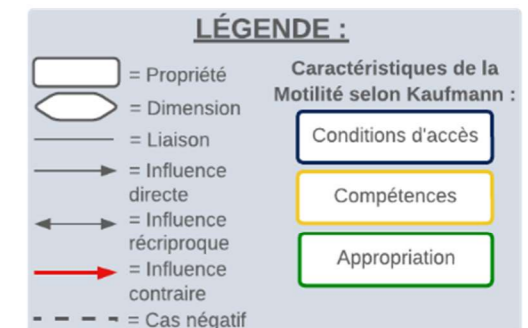 LÉGENDE :
= Propriété
= Dimension
= Liaison
= Influence
directe
= Influence
récriproque
= Influence
contraire
= Cas négatif
Caractéristiques de la
Motilité selon Kaufmann :
Conditions d'accès
Compétences
Appropriation